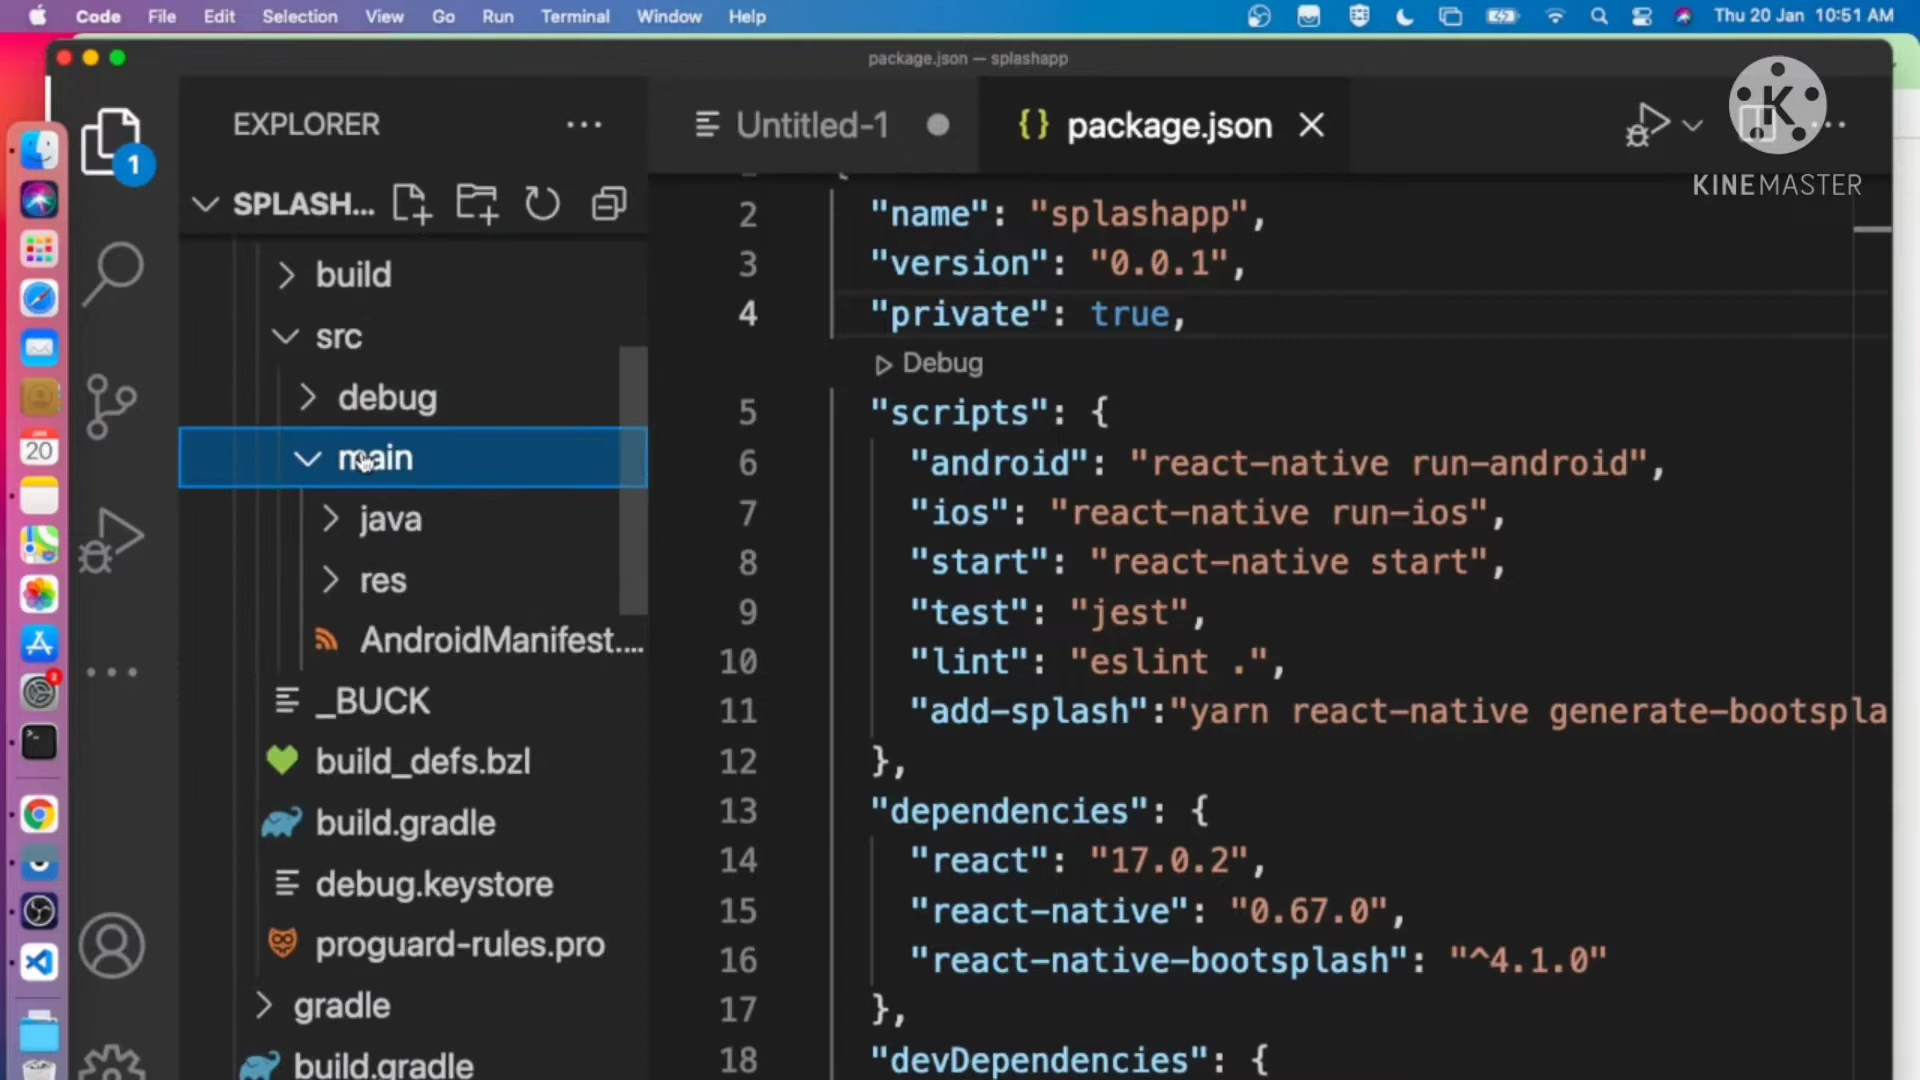 Code File Edit Selection View Go Run Terminal Window Help Thu 20 Jan 10:51 AM
package.json — splashapp
EXPLORER
Untitled-1
{} package.json
KINEMASTER
1
SPLASH...
build
src
debug
main
java
res
AndroidManifest....
_BUCK
build_defs.bzl
build.gradle
debug.keystore
proguard-rules.pro
gradle
build.gradle
2 "name": "splashapp",
3 "version": "0.0.1",
4 "private": true,
Debug
5 "scripts": {
6 "android": "react-native run-android",
7 "ios": "react-native run-ios",
8 "start": "react-native start",
9 "test": "jest",
10 "lint": "eslint .",
11 "add-splash":"yarn react-native generate-bootspla
12 },
13 "dependencies": {
14 "react": "17.0.2",
15 "react-native": "0.67.0",
16 "react-native-bootsplash": "^4.1.0"
17 },
18 "devDependencies": {
20
3